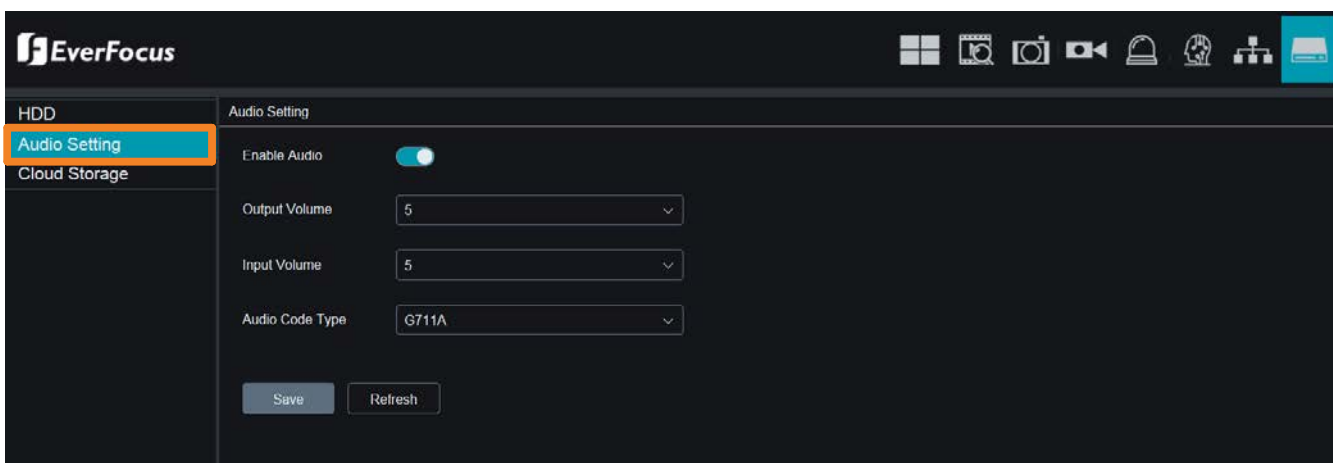 EverFocus
HDD
Audio Setting
Cloud Storage
Audio Setting
Enable Audio
Output Volume
5
Input Volume
5
Audio Code Type
G711A
Save
Refresh